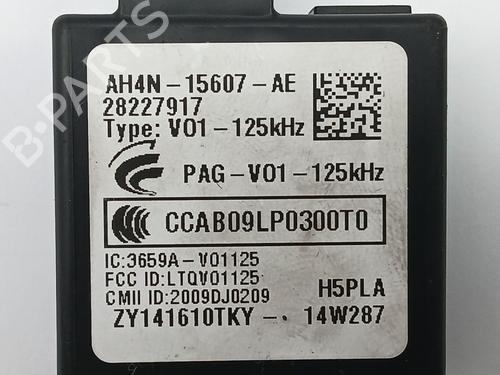 AH4N-15607-AE
28227917
Type: V01-125kHz
PAG-V01-125kHz
CCAB09LP0300T0
IC:3659A-V01125
FCC ID:LTQV01125
CMII ID:2009DJ0209
H5PLA
ZY141610TKY-· 14W287
B-PARTS